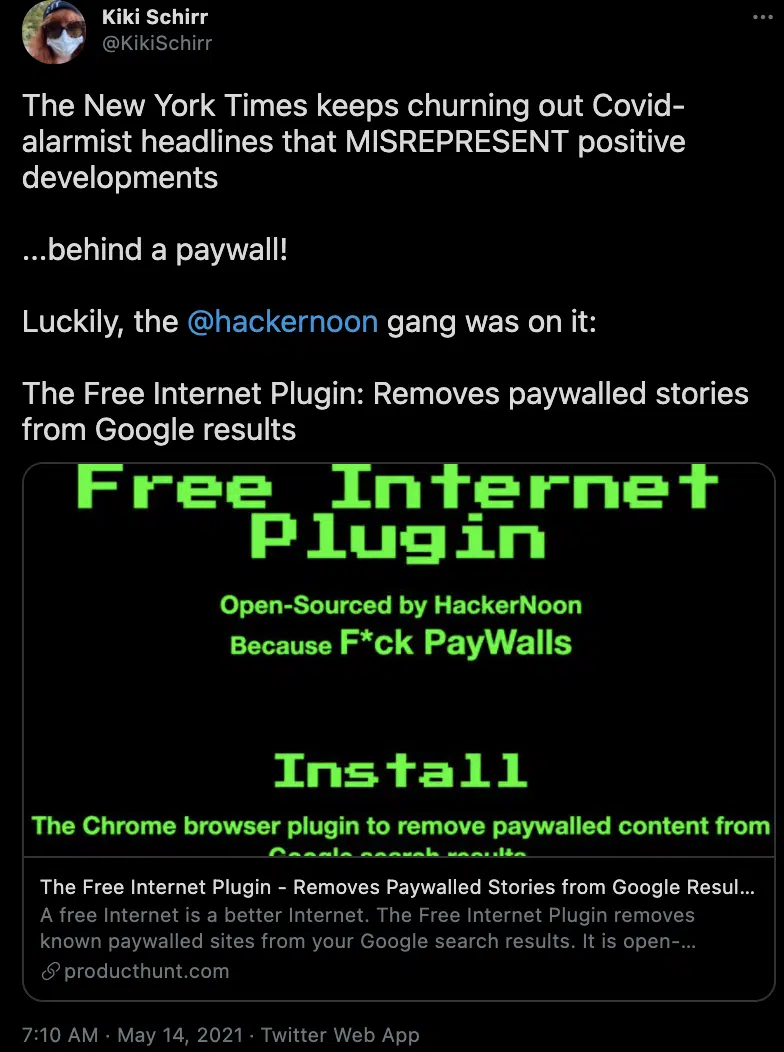 Kiki Schirr
@KikiSchirr
The New York Times keeps churning out Covid-
alarmist headlines that MISREPRESENT positive
developments
...behind a paywall!
Luckily, the @hackernoon gang was on it:
The Free Internet Plugin: Removes paywalled stories
from Google results
Free Internet
Plugin
Open-Sourced by HackerNoon
Because F*ck PayWalls
Install
The Chrome browser plugin to remove paywalled content from
Google search results
The Free Internet Plugin - Removes Paywalled Stories from Google Resul...
A free Internet is a better Internet. The Free Internet Plugin removes
known paywalled sites from your Google search results. It is open-...
producthunt.com
7:10 AM · May 14, 2021 · Twitter Web App